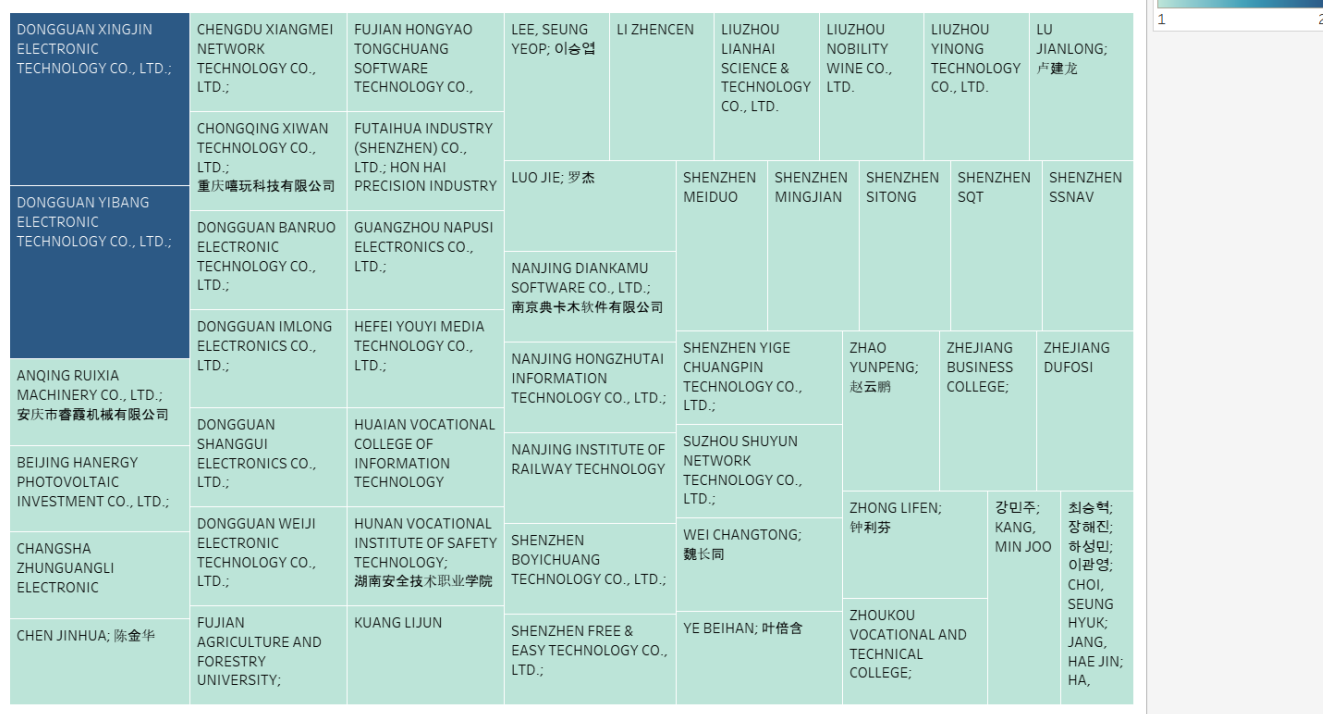 DONGGUAN XINGJIN
ELECTRONIC
TECHNOLOGY CO., LTD.;
DONGGUAN YIBANG
ELECTRONIC
TECHNOLOGY CO., LTD.;
ANQING RUIXIA
MACHINERY CO., LTD.;
安庆市睿霞机械有限公司
BEIJING HANERGY
PHOTOVOLTAIC
INVESTMENT CO., LTD.;
CHANGSHA
ZHUNGUANGLI
ELECTRONIC
CHEN JINHUA; 陈金华
CHENGDU XIANGMEI
NETWORK
TECHNOLOGY CO.,
LTD.;
CHONGQING XIWAN
TECHNOLOGY CO.,
LTD.;
重庆嘻玩科技有限公司
DONGGUAN BANRUO
ELECTRONIC
TECHNOLOGY CO.,
LTD.;
DONGGUAN IMLONG
ELECTRONICS CO.,
LTD.;
DONGGUAN
SHANGGUI
ELECTRONICS CO.,
LTD.;
DONGGUAN WEIJI
ELECTRONIC
TECHNOLOGY CO.,
LTD.;
FUJIAN
AGRICULTURE AND
FORESTRY
UNIVERSITY;
FUJIAN HONGYAO
TONGCHUANG
SOFTWARE
TECHNOLOGY CO.,
FUTAIHUA INDUSTRY
(SHENZHEN) CO.,
LTD.; HON HAI
PRECISION INDUSTRY
GUANGZHOU NAPUSI
ELECTRONICS CO.,
LTD.;
HEFEI YOUYI MEDIA
TECHNOLOGY CO.,
LTD.;
HUAIAN VOCATIONAL
COLLEGE OF
INFORMATION
TECHNOLOGY
HUNAN VOCATIONAL
INSTITUTE OF SAFETY
TECHNOLOGY;
湖南安全技术职业学院
KUANG LIJUN
LEE, SEUNG
YEOP; 이승엽
LI ZHENCEN
LIUZHOU
LIANHAI
SCIENCE &
TECHNOLOGY
CO., LTD.
LIUZHOU
NOBILITY
WINE CO.,
LTD.
LIUZHOU
YINONG
TECHNOLOGY
CO., LTD.
LU
JIANLONG;
卢建龙
LUO JIE; 罗杰
NANJING DIANKAMU
SOFTWARE CO., LTD.;
南京典卡木软件有限公司
NANJING HONGZHUTAI
INFORMATION
TECHNOLOGY CO., LTD.;
NANJING INSTITUTE OF
RAILWAY TECHNOLOGY
SHENZHEN
BOYICHUANG
TECHNOLOGY CO., LTD.;
SHENZHEN FREE &
EASY TECHNOLOGY CO.,
LTD.;
SHENZHEN
MEIDUO
SHENZHEN
MINGJIAN
SHENZHEN
SITONG
SHENZHEN
SQT
SHENZHEN
SSNAV
SHENZHEN YIGE
CHUANGPIN
TECHNOLOGY CO.,
LTD.;
SUZHOU SHUYUN
NETWORK
TECHNOLOGY CO.,
LTD.;
WEI CHANGTONG;
魏长同
YE BEIHAN; 叶倍含
ZHAO
YUNPENG;
赵云鹏
ZHEJIANG
BUSINESS
COLLEGE;
ZHEJIANG
DUFOSI
ZHONG LIFEN;
钟利芬
ZHOUKOU
VOCATIONAL AND
TECHNICAL
COLLEGE;
강민주;
KANG,
MIN JOO
최승혁;
장해진;
하성민;
이관영;
CHOI,
SEUNG
HYUK;
JANG,
HAE JIN;
HA,
1
2